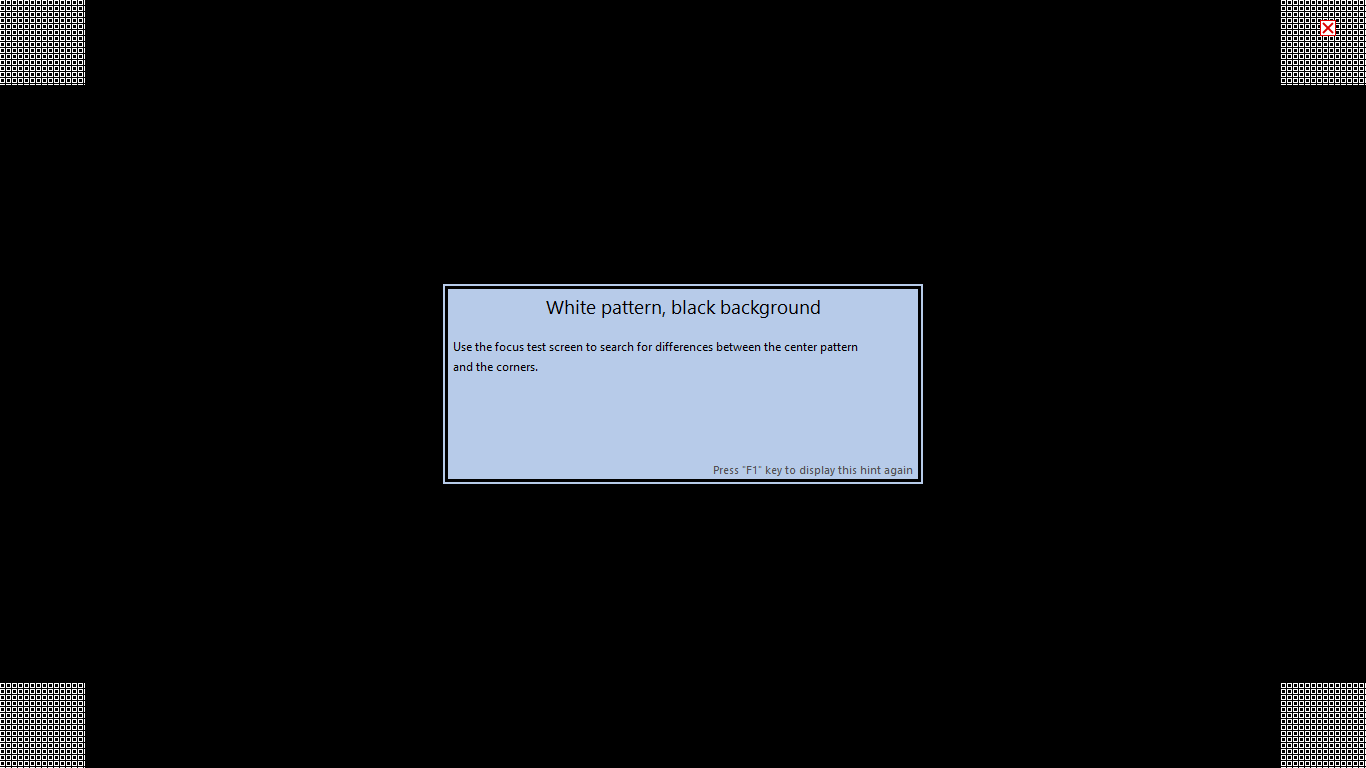 White pattern, black background
Use the focus test screen to search for differences between the center pattern
and the corners.
Press "F1" key to display this hint again